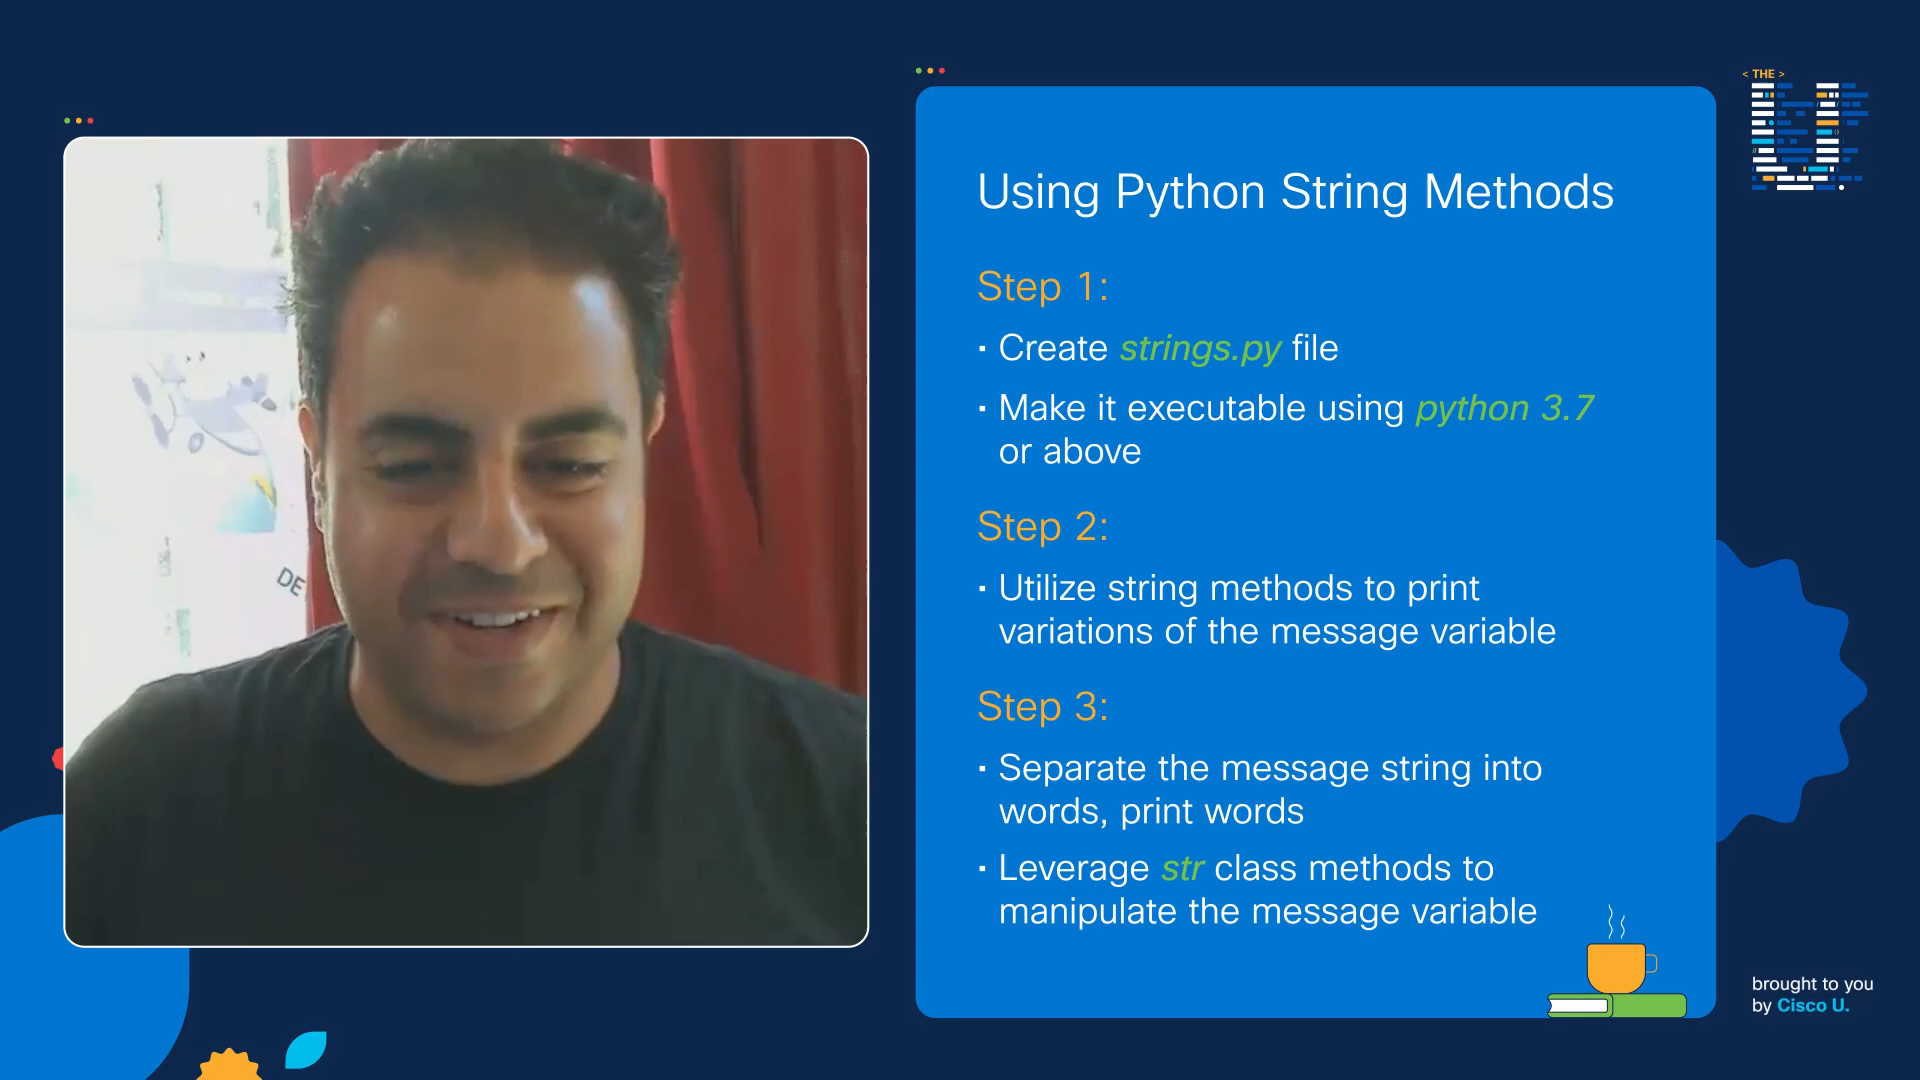 < THE >
Using Python String Methods
Step 1:
· Create strings.py file
· Make it executable using python 3.7
or above
Step 2:
· Utilize string methods to print
variations of the message variable
Step 3:
· Separate the message string into
words, print words
· Leverage str class methods to
manipulate the message variable
DE
brought to you
by Cisco U.